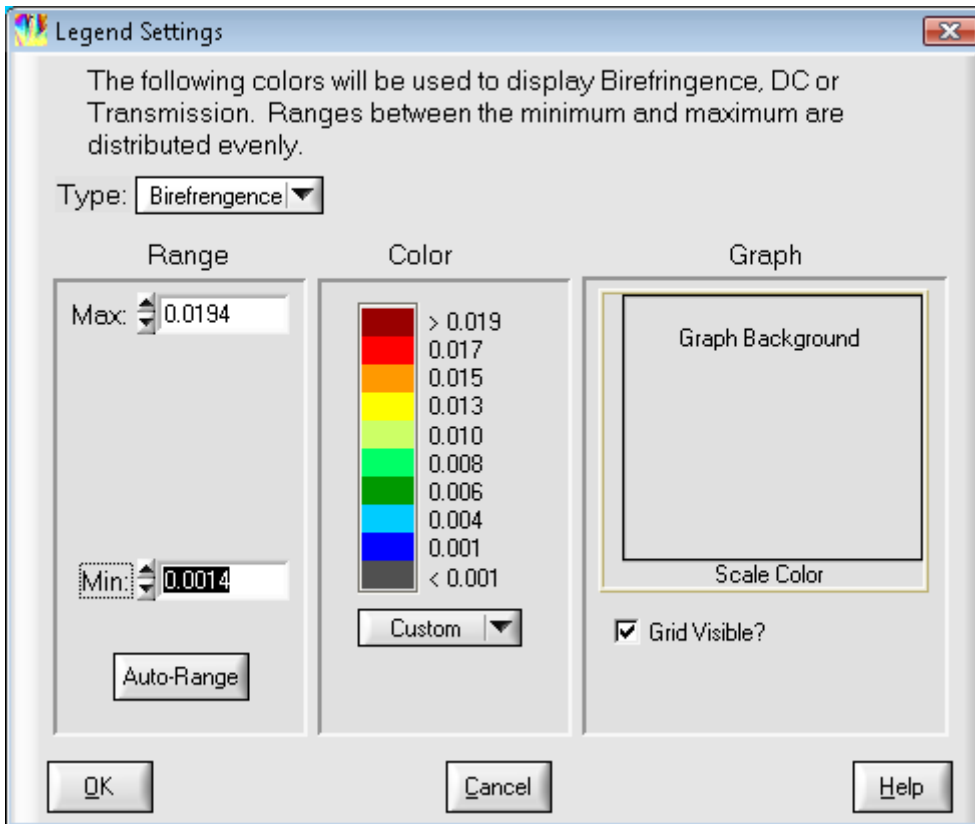 Legend Settings
The following colors will be used to display Birefringence, DC or
Transmission. Ranges between the minimum and maximum are
distributed evenly.
Type: Birefrengence
Range
Max: 0.0194
Min: 0.0014
Auto-Range
Color
> 0.019
0.017
0.015
0.013
0.010
0.008
0.006
0.004
0.001
< 0.001
Custom
Graph
Graph Background
Scale Color
Grid Visible?
OK
Cancel
Help